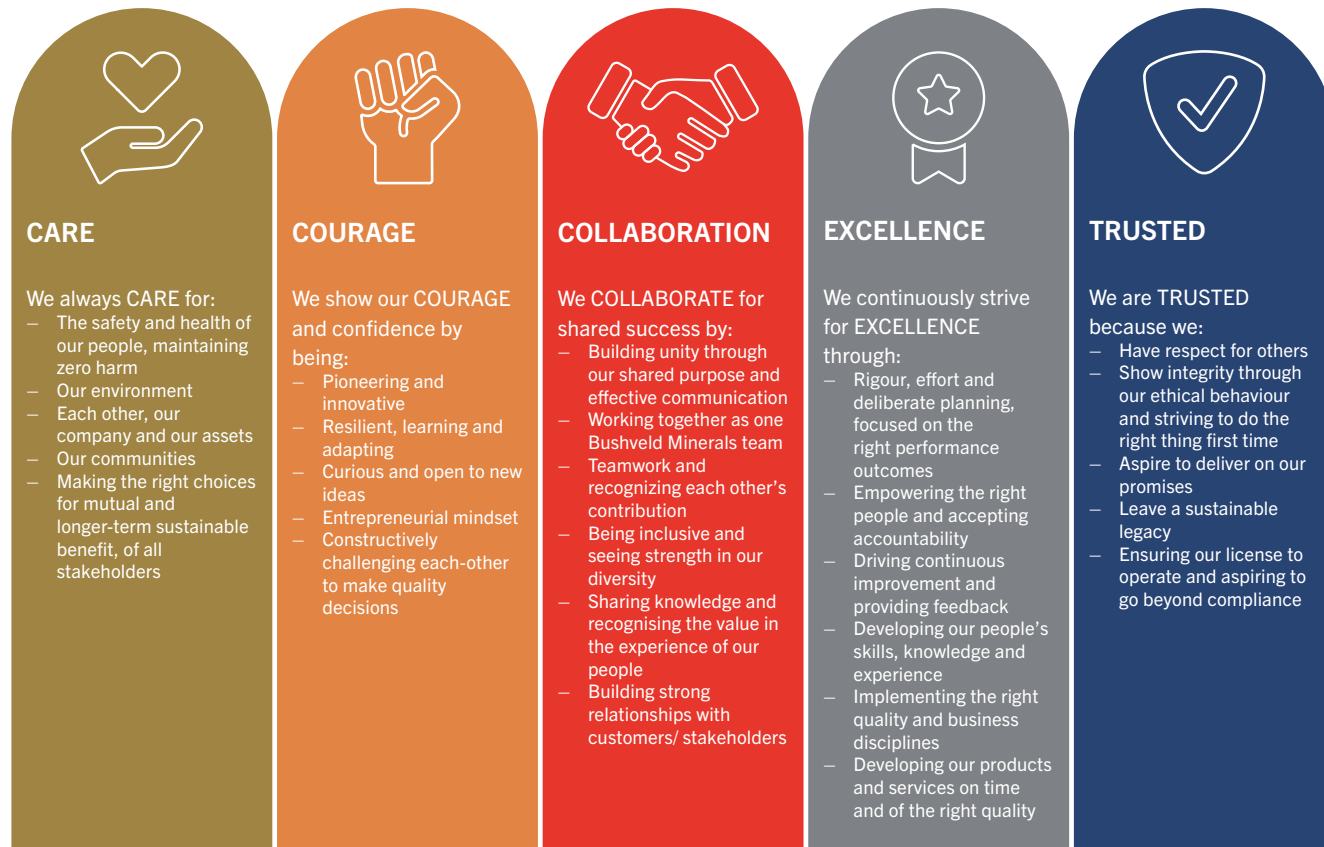 CARE
We always CARE for:
– The safety and health of
our people, maintaining
zero harm
– Our environment
– Each other, our
company and our assets
– Our communities
– Making the right choices
for mutual and
longer-term sustainable
benefit, of all
stakeholders
COURAGE
We show our COURAGE
and confidence by
being:
– Pioneering and
innovative
– Resilient, learning and
adapting
– Curious and open to new
ideas
– Entrepreneurial mindset
– Constructively
challenging each-other
to make quality
decisions
COLLABORATION
We COLLABORATE for
shared success by:
– Building unity through
our shared purpose and
effective communication
– Working together as one
Bushveld Minerals team
– Teamwork and
recognizing each other’s
contribution
– Being inclusive and
seeing strength in our
diversity
– Sharing knowledge and
recognising the value in
the experience of our
people
– Building strong
relationships with
customers/ stakeholders
EXCELLENCE
We continuously strive
for EXCELLENCE
through:
– Rigour, effort and
deliberate planning,
focused on the
right performance
outcomes
– Empowering the right
people and accepting
accountability
– Driving continuous
improvement and
providing feedback
– Developing our people’s
skills, knowledge and
experience
– Implementing the right
quality and business
disciplines
– Developing our products
and services on time
and of the right quality
TRUSTED
We are TRUSTED
because we:
– Have respect for others
– Show integrity through
our ethical behaviour
and striving to do the
right thing first time
– Aspire to deliver on our
promises
– Leave a sustainable
legacy
– Ensuring our license to
operate and aspiring to
go beyond compliance